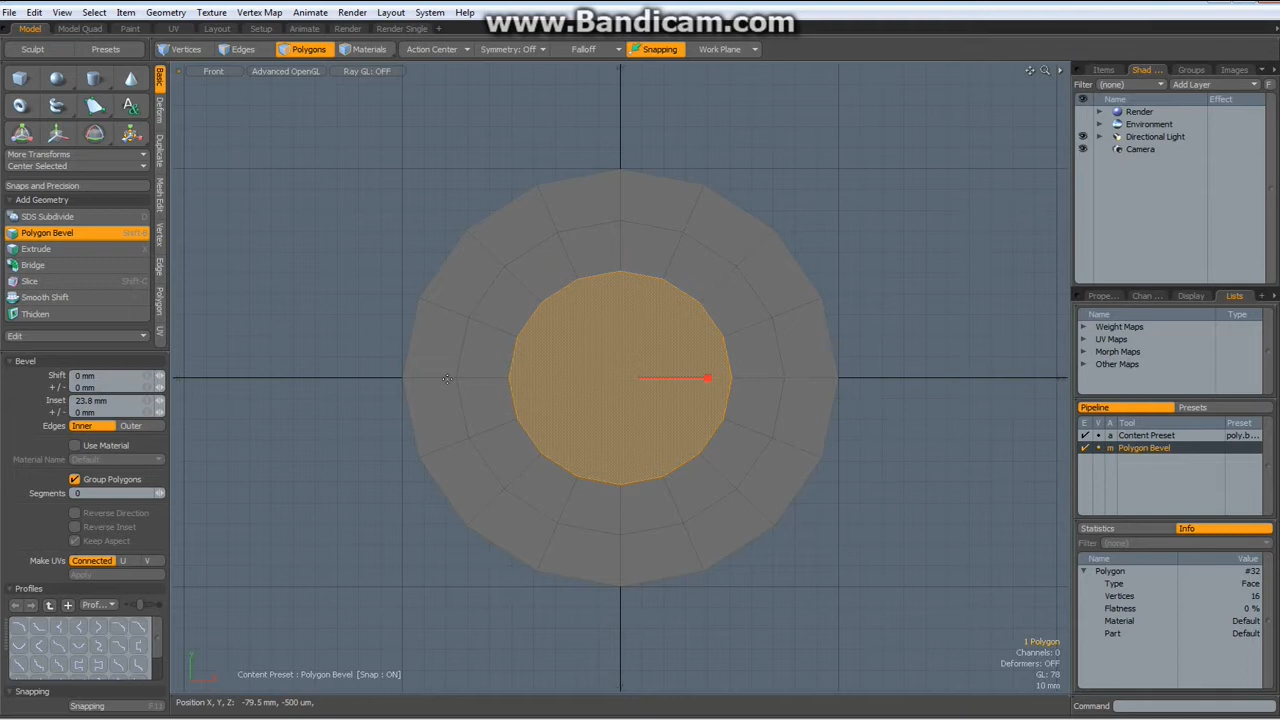 File Edit View Select Item Geometry Texture Vertex Map Animate Render Layout System Help
www.Bandicam.com
Model Model Quad Paint UV Layout Setup Animate Render Render Single
Sculpt Presets Vertices Edges Polygons Materials Action Center Symmetry: Off Falloff Snapping Work Plane
Front Advanced OpenGL Ray GL: OFF
Items Shad ... Groups Images
Filter (none) Add Layer F
Name Effect
Render
Environment
Directional Light
Camera
Basic
Deform
Duplicate
Mesh Edit
Vertex
Edge
Polygon
UV
More Transforms
Center Selected
Snaps and Precision
Add Geometry
SDS Subdivide D
Polygon Bevel Shift-B
Extrude X
Bridge
Slice Shift-C
Smooth Shift
Thicken
Edit
Bevel
Shift 0 mm
+ / - 0 mm
Inset 23.8 mm
+ / - 0 mm
Edges Inner Outer
Use Material
Material Name Default
Group Polygons
Segments 0
Reverse Direction
Reverse Inset
Keep Aspect
Make UVs Connected U V
Apply
Profiles
Prof...
Snapping
Snapping F11
Prope... Chan ... Display Lists
Name Type
Weight Maps
UV Maps
Morph Maps
Other Maps
Pipeline Presets
E V A Tool Preset
a Content Preset poly.b...
m Polygon Bevel
Statistics Info
Filter (none)
Name Value
Polygon #32
Type Face
Vertices 16
Flatness 0 %
Material Default
Part Default
1 Polygon
Channels: 0
Deformers: OFF
GL: 78
10 mm
Content Preset : Polygon Bevel [Snap : ON]
Position X, Y, Z: -79.5 mm, -500 um,
Command